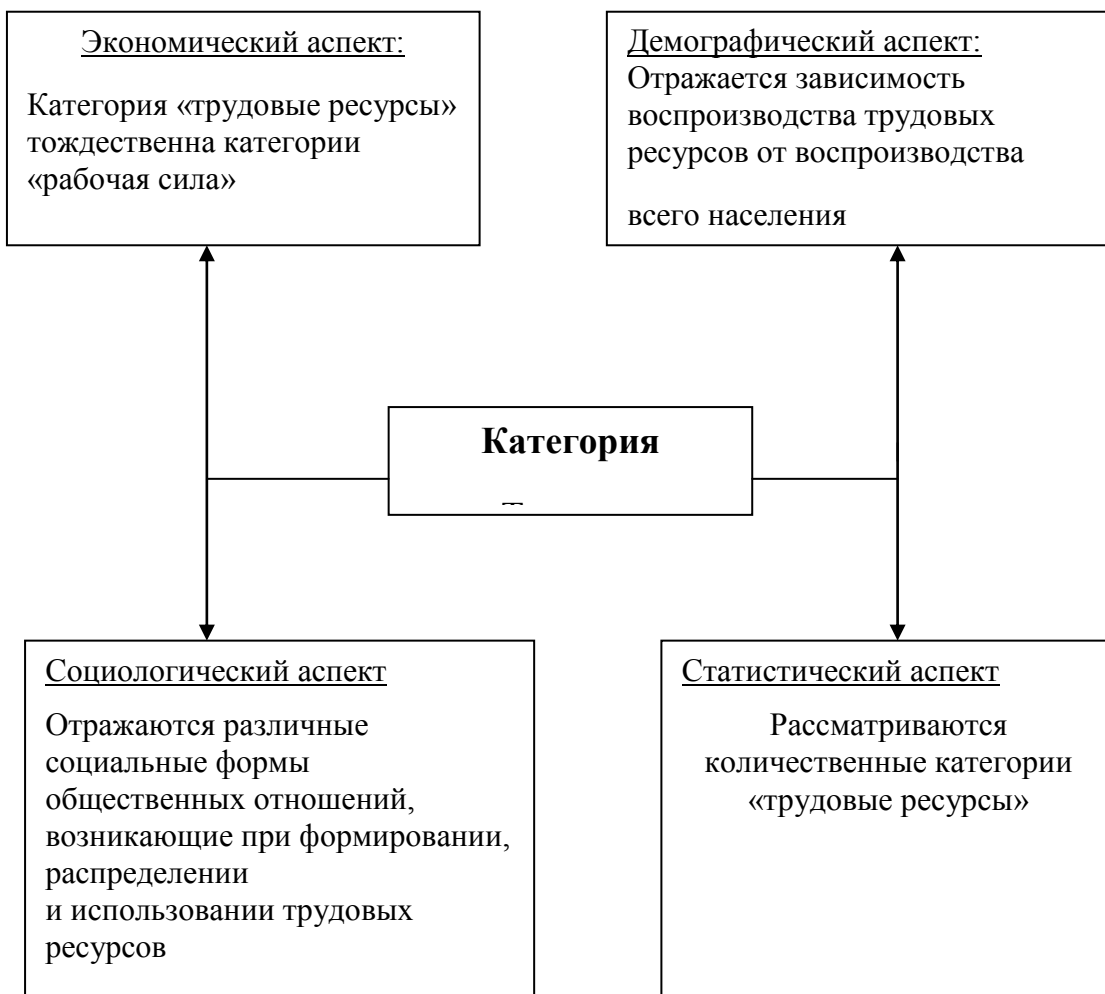 Экономический аспект:
Категория «трудовые ресурсы»
тождественна категории
«рабочая сила»
Демографический аспект:
Отражается зависимость
воспроизводства трудовых
ресурсов от воспроизводства
всего населения
Категория
Социологический аспект
Отражаются различные
социальные формы
общественных отношений,
возникающие при формировании,
распределении
и использовании трудовых
ресурсов
Статистический аспект
Рассматриваются
количественные категории
«трудовые ресурсы»